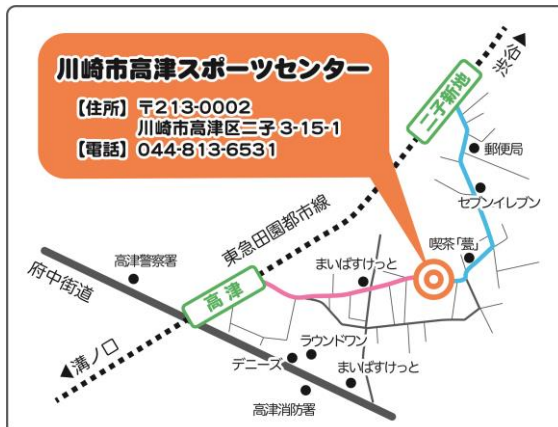 川崎市高津スポーツセンター
【住所】〒213-0002
川崎市高津区二子3-15-1
【電話】044-813-6531
渋谷
二子新地
郵便局
セブンイレブン
東急田園都市線
喫茶「甍」
高津警察署
まいばすけっと
府中街道
高津
ラウンドワン
溝ノ口
デニーズ
まいばすけっと
高津消防署